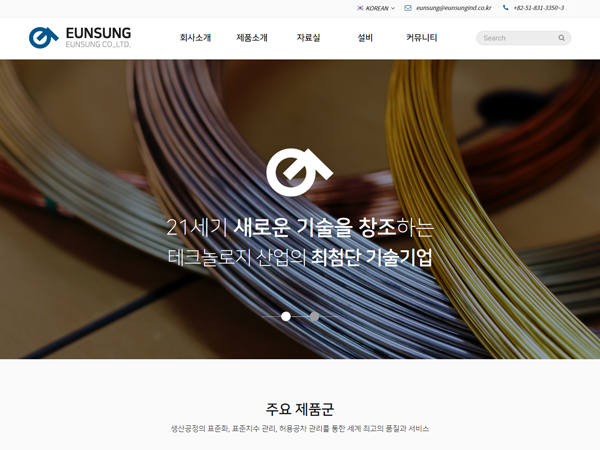 KOREAN
eunsung@eunsungind.co.kr
+82-51-831-3350~3
EUNSUNG
EUNSUNG CO.,LTD.
회사소개
제품소개
자료실
설비
커뮤니티
Search
21세기 새로운 기술을 창조하는
테크놀로지 산업의 최첨단 기술기업
주요 제품군
생산공정의 표준화, 표준치수 관리, 허용공차 관리를 통한 세계 최고의 품질과 서비스